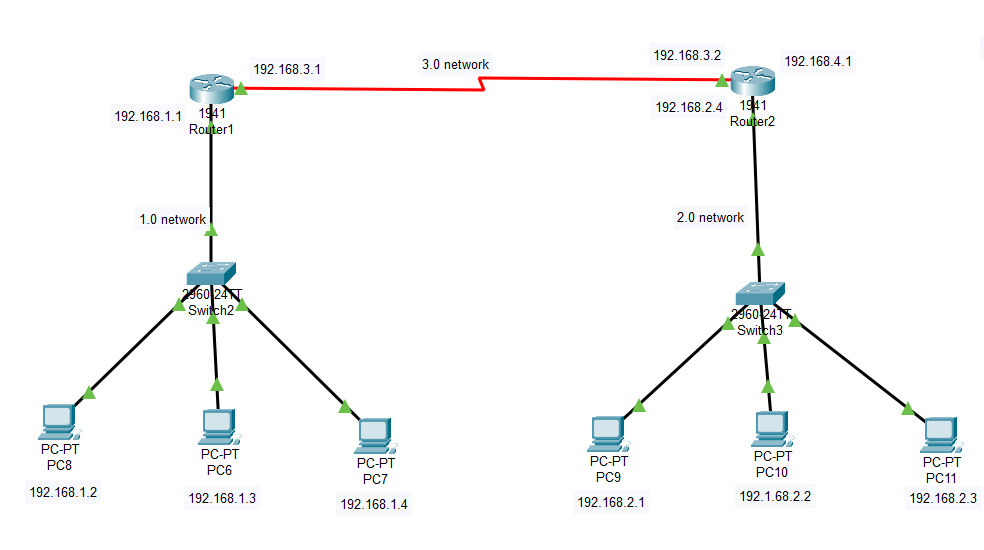 192.168.3.1
3.0 network
192.168.3.2
192.168.4.1
192.168.1.1
1941
Router1
192.168.2.4
1941
Router2
1.0 network
2.0 network
2960-24TT
Switch2
2960-24TT
Switch3
PC-PT
PC8
192.168.1.2
PC-PT
PC6
192.168.1.3
PC-PT
PC7
192.168.1.4
PC-PT
PC9
192.168.2.1
PC-PT
PC10
192.1.68.2.2
PC-PT
PC11
192.168.2.3